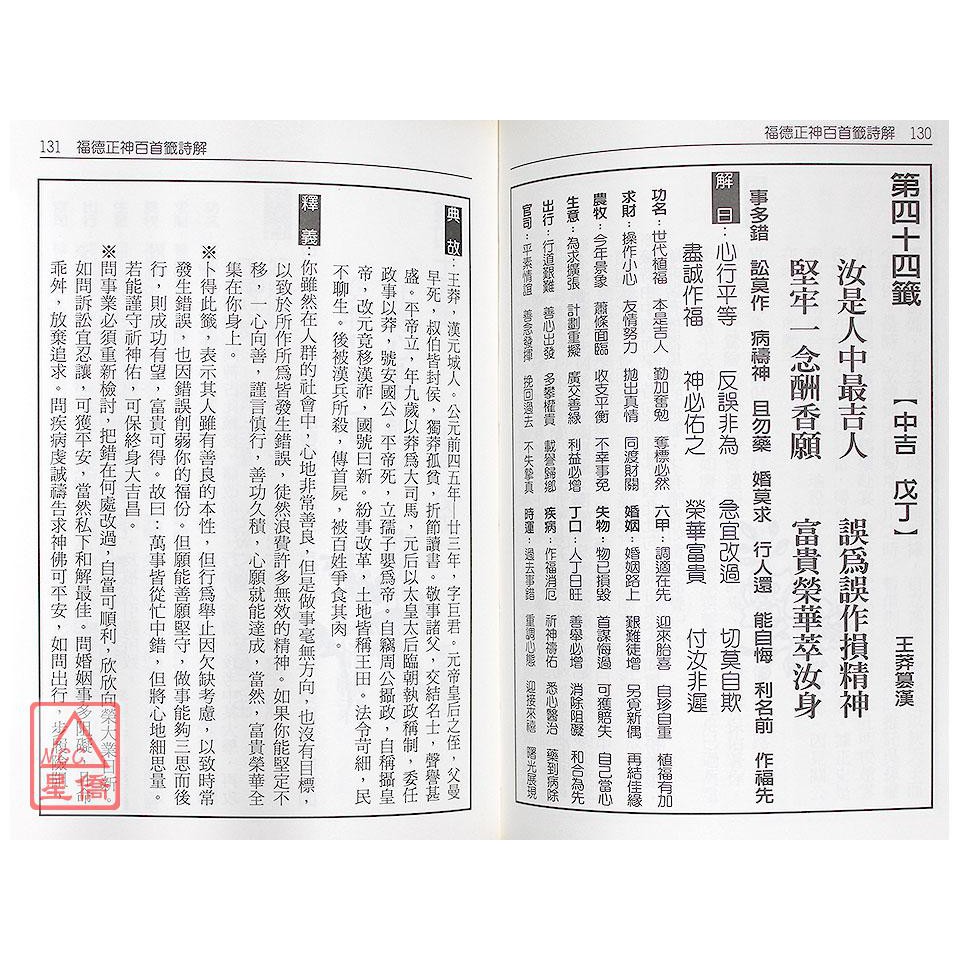 福德正神百首籤詩解 130
第四十四籤 【中吉 戊丁】 王莽篡漢
汝是人中最吉人 誤爲誤作損精神
堅牢一念酬香願 富貴榮華萃汝身
事多錯 訟莫作 病禱神 且勿藥 婚莫求 行人還 能自悔 利名前 作福先
解曰：心行平等 反誤非為 急宜改過 切莫自欺
盡誠作福 神必佑之 榮華富貴 付汝非遲
功名：世代植福 本是吉人 勤加奮勉 奪標必然 六甲：調適在先 迎來胎喜 自珍自重 植福有加
求財：操作小心 友情努力 拋出真情 同渡財關 婚姻：婚姻路上 艱難徒增 另覓新偶 再結佳緣
農牧：今年景象 蕭條面臨 收支平衡 不幸事免 失物：物已損毀 首謀悔過 可獲賠失 自己當心
生意：為求擴張 計劃重擬 廣交善緣 利益必增 丁口：人丁日旺 善舉必增 消除阻礙 和合為先
出行：行道艱難 善心出發 多攀權貴 載譽歸鄉 疾病：作福消厄 祈神禱佑 悉心醫治 藥到病除
官司：平素情誼 善念發揮 挽回過去 不失摯真 時運：過去事錯 重調心態 迎接來禧 曙光展現
131 福德正神百首籤詩解
典故：王莽，漢元城人。公元前四五年—廿三年，字巨君。元帝皇后之侄，父曼
早死，叔伯皆封侯，獨莽孤貧，折節讀書。敬事諸父，交結名士，聲譽甚
盛。平帝立，年九歲以莽為大司馬，元后以太皇太后臨朝執政稱制，委任
政事以莽，號安國公。平帝死，立孺子嬰爲帝。自竊周公攝政，自稱攝皇
帝，改元竟移漢祚，國號曰新。紛事改革，土地皆稱王田。法令苛細，民
不聊生。後被漢兵所殺，傳首屍，被百姓爭食其肉。
釋義：你雖然在人群的社會中，心地非常善良，但是做事毫無方向，也沒有目標，
以致於所作所爲皆發生錯誤，徒然浪費許多無效的精神。如果你能堅定不
移，一心向善，謹言慎行，善功久積，心願就能達成，當然，富貴榮華全
集在你身上。
※卜得此籤，表示其人雖有善良的本性，但行為舉止因欠缺考慮，以致時常
發生錯誤，也因錯誤削弱你的福份。但願能善願堅守，做事能夠三思而後
行，則成功有望，富貴可得。故曰：萬事皆從忙中錯，但將心地細思量。
若能謹守祈神佑，可保終身大吉昌。
※問事業必須重新檢討，把錯在何處改過，自當可順利，欣欣向榮大業日新。
如問訴訟宜忍讓，可獲平安，當然私下和解最佳。問婚姻事多阻礙
乖舛，放棄追求。問疾病虔誠禱告求神佛可平安，如問出行，步
N.C.C.
星僑